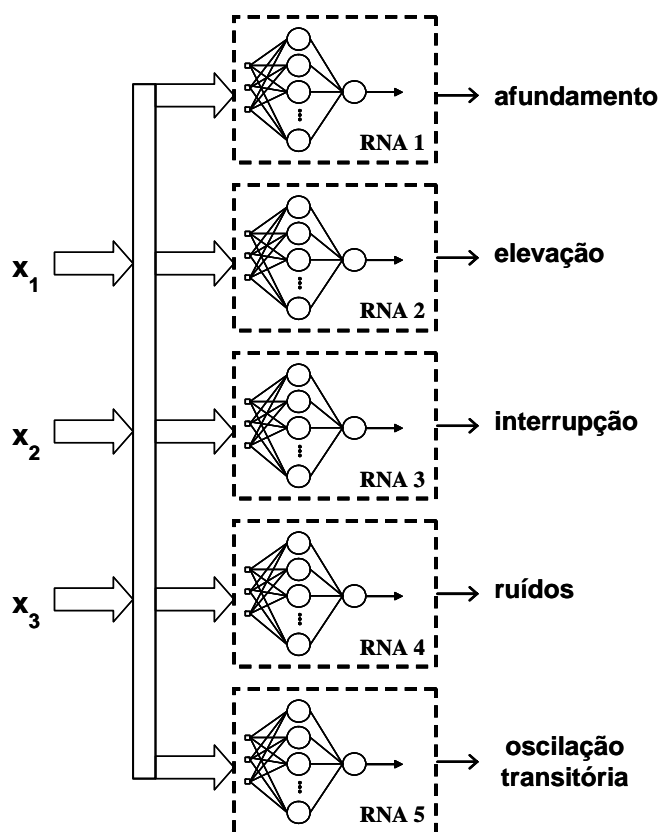 afundamento
RNA 1
elevação
x1
RNA 2
interrupção
x2
RNA 3
ruídos
x3
RNA 4
oscilação
transitória
RNA 5